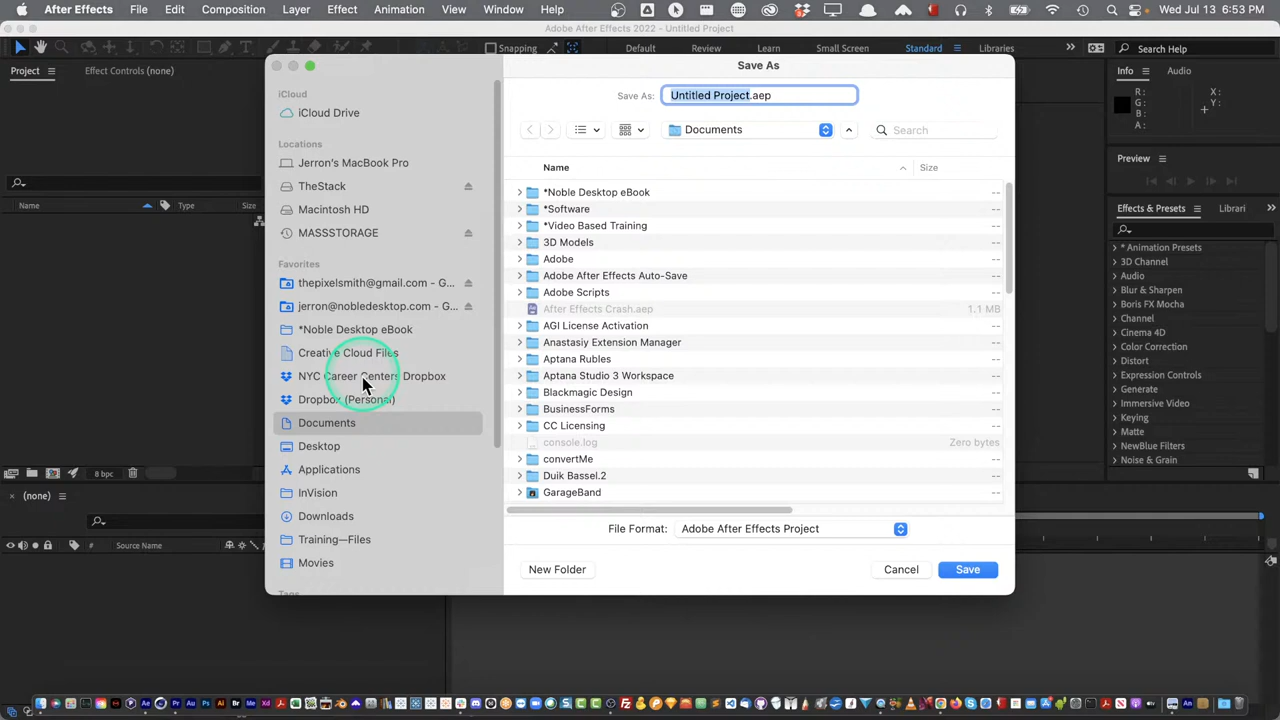 After Effects File Edit Composition Layer Effect Animation View Window Help Wed Jul 13 6:53 PM
Adobe After Effects 2022 - Untitled Project
Snapping Default Review Learn Small Screen Standard Libraries Search Help
Project Effect Controls (none)
Save As
Info Audio
Save As: Untitled Project.aep
R: X:
G: Y:
B:
A:
iCloud
iCloud Drive
Locations
Jerron's MacBook Pro
TheStack
Macintosh HD
MASSSTORAGE
Favorites
thepixelsmith@gmail.com - G...
jerron@nobledesktop.com - G...
*Noble Desktop eBook
Creative Cloud Files
NYC Career Centers Dropbox
Dropbox (Personal)
Documents
Desktop
Applications
InVision
Downloads
Training—Files
Movies
Tags
Documents
Search
Name Size
*Noble Desktop eBook --
*Software --
*Video Based Training --
3D Models --
Adobe --
Adobe After Effects Auto-Save --
Adobe Scripts --
After Effects Crash.aep 1.1 MB
AGI License Activation --
Anastasiy Extension Manager --
Aptana Rubles --
Aptana Studio 3 Workspace --
Blackmagic Design --
BusinessForms --
CC Licensing --
console.log Zero bytes
convertMe --
Duik Bassel.2 --
GarageBand --
File Format: Adobe After Effects Project
New Folder Cancel Save
Preview
Effects & Presets Librari
* Animation Presets
3D Channel
Audio
Blur & Sharpen
Boris FX Mocha
Channel
Cinema 4D
Color Correction
Distort
Expression Controls
Generate
Immersive Video
Keying
Matte
NewBlue Filters
Noise & Grain
Name Type Size
8 bpc
(none)
# Source Name